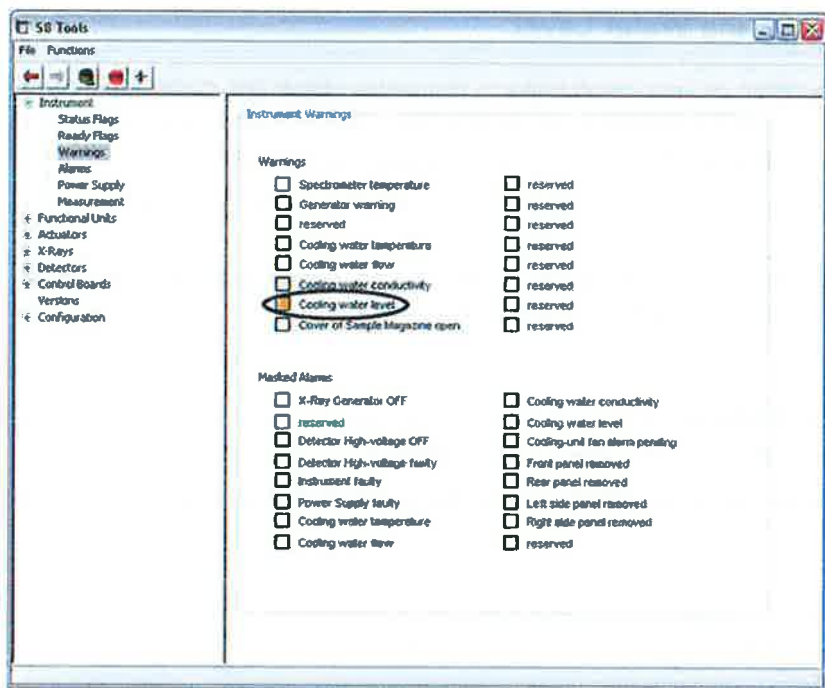 S8 Tools
File Functions
Instrument
Status Flags
Ready Flags
Warnings
Alarms
Power Supply
Measurement
Functional Units
Actuators
X-Rays
Detectors
Control Boards
Versions
Configuration
Instrument Warnings
Warnings
Spectrometer temperature
Generator warning
reserved
Cooling water temperature
Cooling water flow
Cooling water conductivity
Cooling water level
Cover of Sample Magazine open
reserved
reserved
reserved
reserved
reserved
reserved
reserved
reserved
Masked Alarms
X-Ray Generator OFF
reserved
Detector High-voltage OFF
Detector High-voltage faulty
Instrument faulty
Power Supply faulty
Cooling water temperature
Cooling water flow
Cooling water conductivity
Cooling water level
Cooling-unit fan alarm pending
Front panel removed
Rear panel removed
Left side panel removed
Right side panel removed
reserved